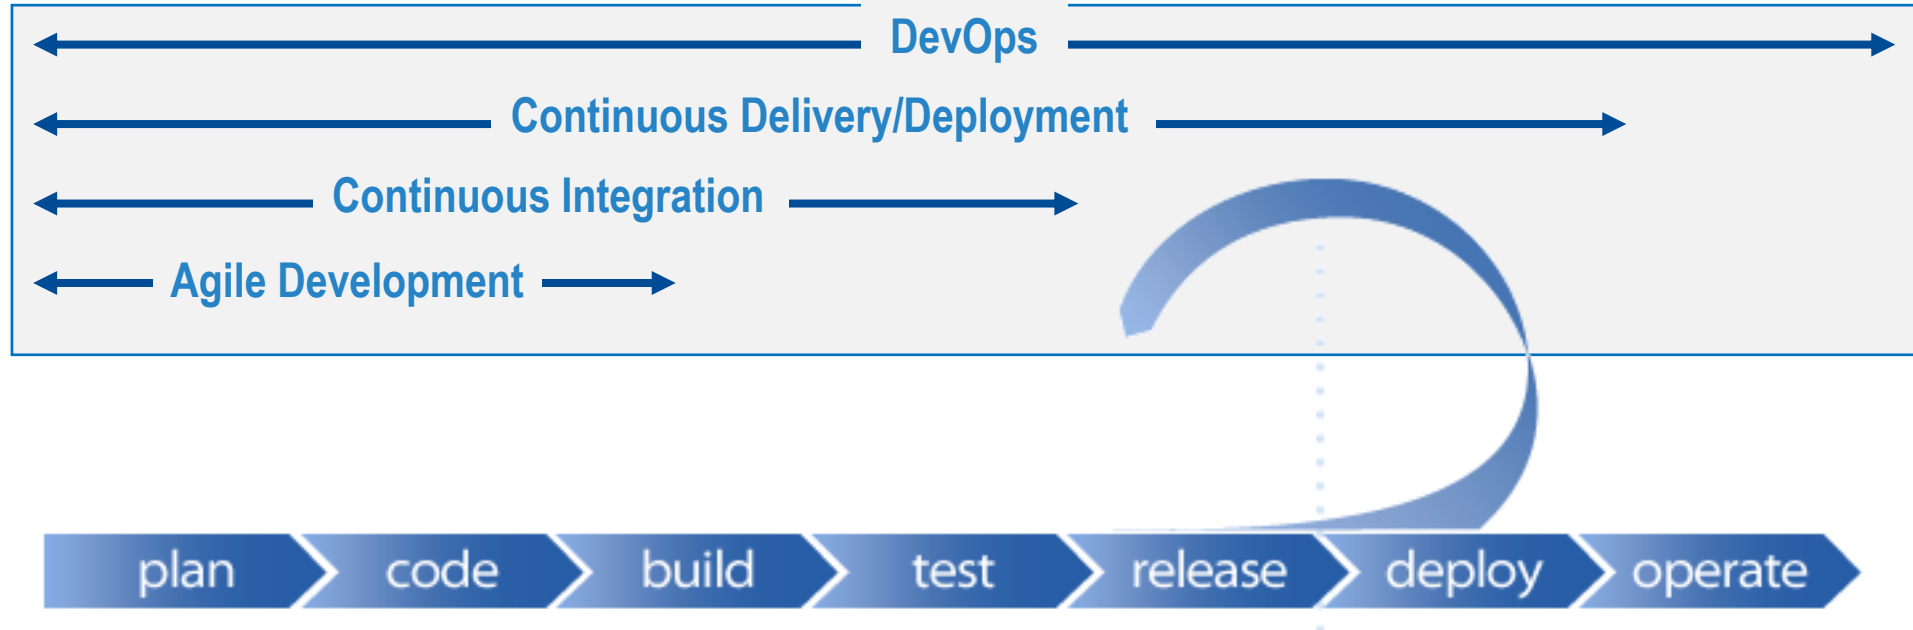 DevOps
Continuous Delivery/Deployment
Continuous Integration
Agile Development
plan code build test release deploy operate